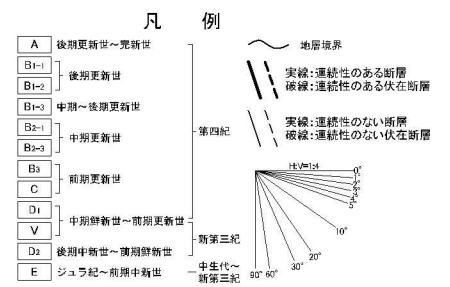 凡 例
A 後期更新世～完新世
B1-1
B1-2
後期更新世
B1-3 中期～後期更新世
B2-1
B2-3
中期更新世
B3
C
前期更新世
D1
V
中期鮮新世～前期更新世
D2 後期中新世～前期鮮新世
E ジュラ紀～前期中新世
第四紀
新第三紀
中生代～
新第三紀
地層境界
実線:連続性のある断層
破線:連続性のある伏在断層
実線:連続性のない断層
破線:連続性のない伏在断層
H:V=1:4
0°
1°
2°
3°
4°
5°
10°
20°
30°
60°
90°